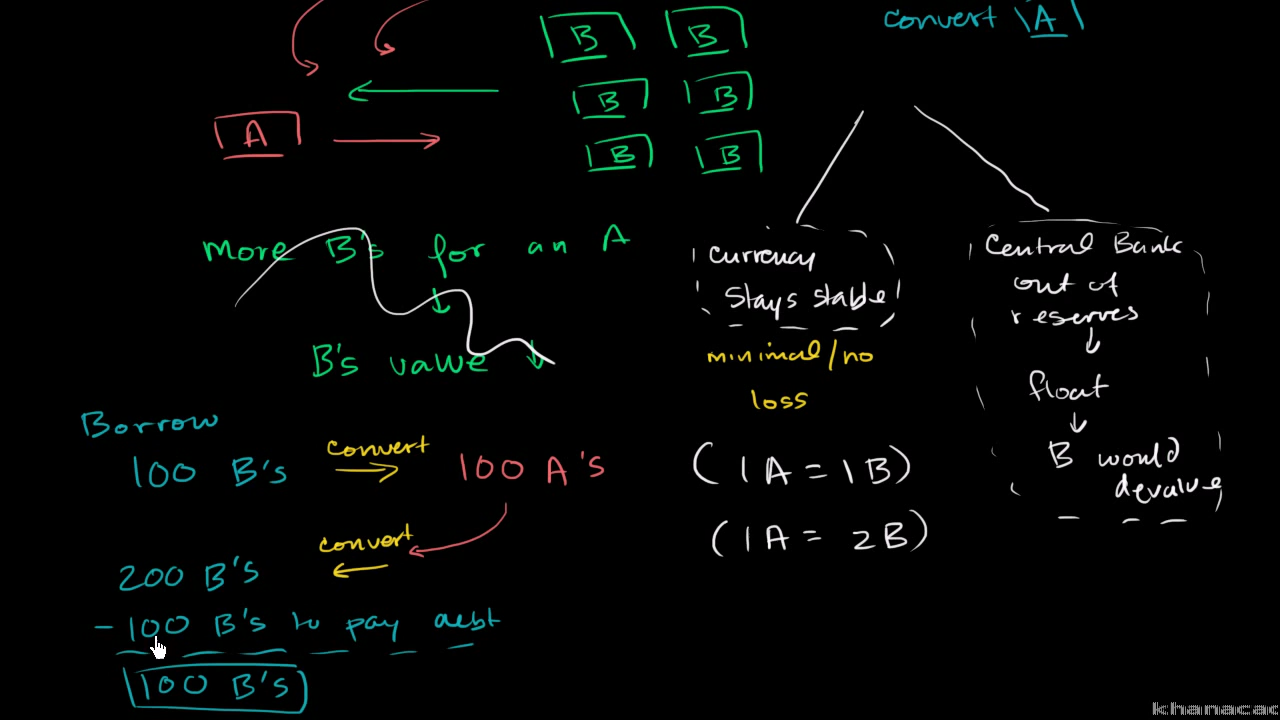 convert A
B B
B B
A
B B
More B's for an A
B's value
currency
stays stable
minimal/no
loss
Central Bank
out of
reserves
float
B would
devalue
Borrow
100 B's convert 100 A's
(1A = 1B)
(1A = 2B)
convert
200 B's
- 100 B's to pay debt
100 B's
khanacad